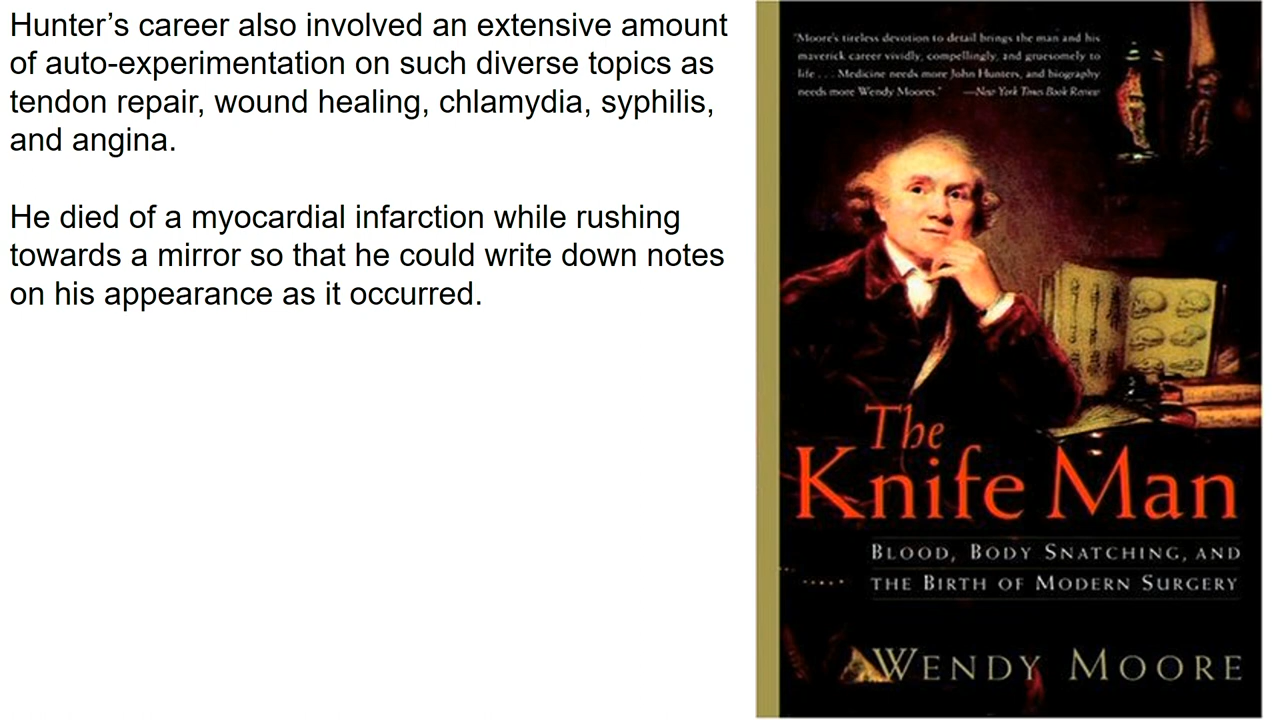 Hunter’s career also involved an extensive amount
of auto-experimentation on such diverse topics as
tendon repair, wound healing, chlamydia, syphilis,
and angina.
He died of a myocardial infarction while rushing
towards a mirror so that he could write down notes
on his appearance as it occurred.
"Moore's tireless devotion to detail brings the man and his
maverick career vividly, compellingly, and gruesomely to
life . . . Medicine needs more John Hunters, and biography
needs more Wendy Moores." —New York Times Book Review
The
Knife Man
BLOOD, BODY SNATCHING, AND
THE BIRTH OF MODERN SURGERY
WENDY MOORE